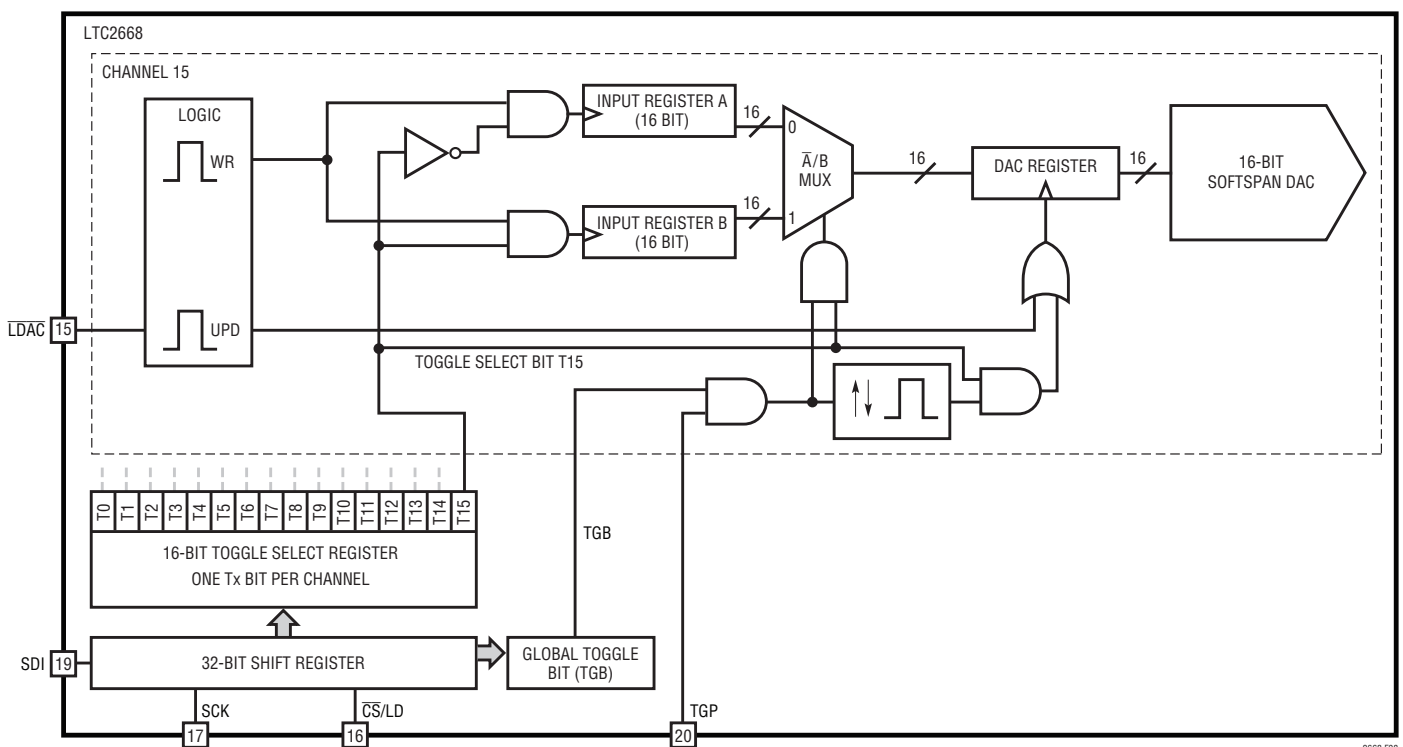 LTC2668
CHANNEL 15
LOGIC
WR
UPD
INPUT REGISTER A
(16 BIT)
16
0
INPUT REGISTER B
(16 BIT)
16
1
A̅/B
MUX
16
DAC REGISTER
16
16-BIT
SOFTSPAN DAC
L̅D̅A̅C̅
15
TOGGLE SELECT BIT T15
T0
T1
T2
T3
T4
T5
T6
T7
T8
T9
T10
T11
T12
T13
T14
T15
16-BIT TOGGLE SELECT REGISTER
ONE Tx BIT PER CHANNEL
TGB
SDI
19
32-BIT SHIFT REGISTER
GLOBAL TOGGLE
BIT (TGB)
SCK
C̅S̅/LD
TGP
17
16
20